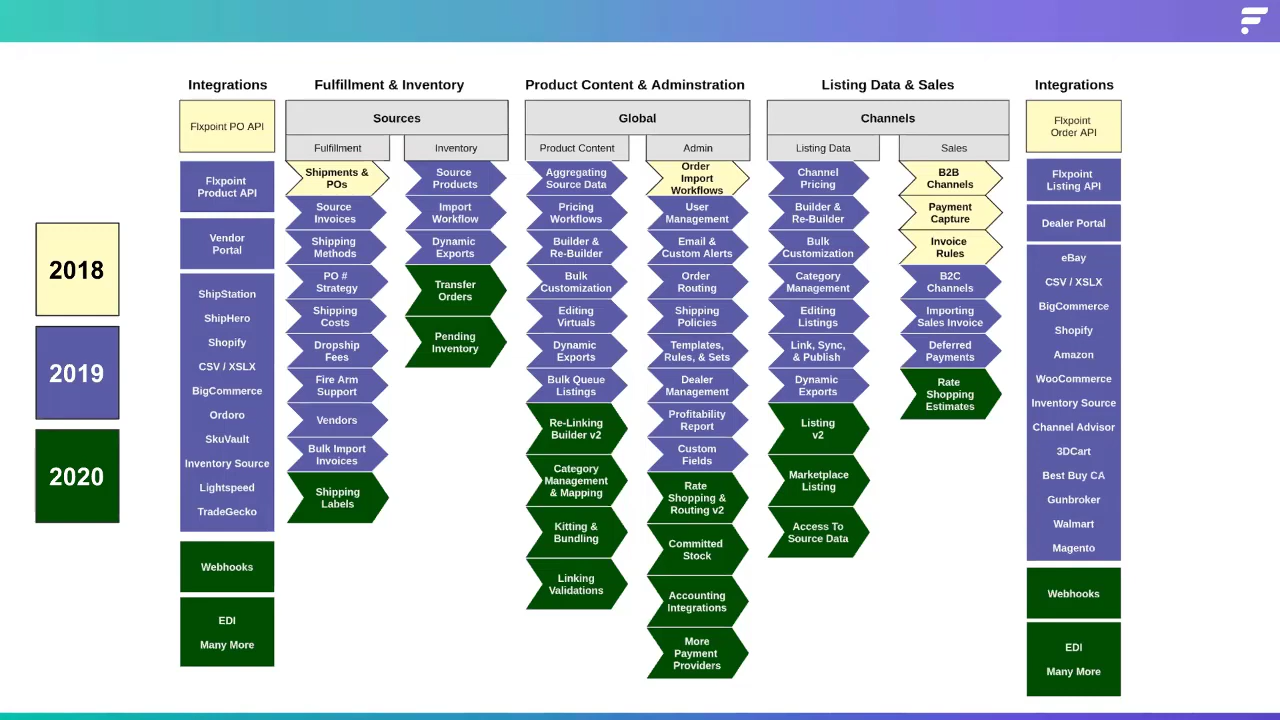 Integrations
Fulfillment & Inventory
Product Content & Adminstration
Listing Data & Sales
Integrations
2018
2019
2020
Flxpoint PO API
Flxpoint
Product API
Vendor
Portal
ShipStation
ShipHero
Shopify
CSV / XSLX
BigCommerce
Ordoro
SkuVault
Inventory Source
Lightspeed
TradeGecko
Webhooks
EDI
Many More
Sources
Fulfillment
Shipments &
POs
Source
Invoices
Shipping
Methods
PO #
Strategy
Shipping
Costs
Dropship
Fees
Fire Arm
Support
Vendors
Bulk Import
Invoices
Shipping
Labels
Inventory
Source
Products
Import
Workflow
Dynamic
Exports
Transfer
Orders
Pending
Inventory
Global
Product Content
Aggregating
Source Data
Pricing
Workflows
Builder &
Re-Builder
Bulk
Customization
Editing
Virtuals
Dynamic
Exports
Bulk Queue
Listings
Re-Linking
Builder v2
Category
Management
& Mapping
Kitting &
Bundling
Linking
Validations
Admin
Order
Import
Workflows
User
Management
Email &
Custom Alerts
Order
Routing
Shipping
Policies
Templates,
Rules, & Sets
Dealer
Management
Profitability
Report
Custom
Fields
Rate
Shopping &
Routing v2
Committed
Stock
Accounting
Integrations
More
Payment
Providers
Channels
Listing Data
Channel
Pricing
Builder &
Re-Builder
Bulk
Customization
Category
Management
Editing
Listings
Link, Sync,
& Publish
Dynamic
Exports
Listing
v2
Marketplace
Listing
Access To
Source Data
Sales
B2B
Channels
Payment
Capture
Invoice
Rules
B2C
Channels
Importing
Sales Invoice
Deferred
Payments
Rate
Shopping
Estimates
Flxpoint
Order API
Flxpoint
Listing API
Dealer Portal
eBay
CSV / XSLX
BigCommerce
Shopify
Amazon
WooCommerce
Inventory Source
Channel Advisor
3DCart
Best Buy CA
Gunbroker
Walmart
Magento
Webhooks
EDI
Many More